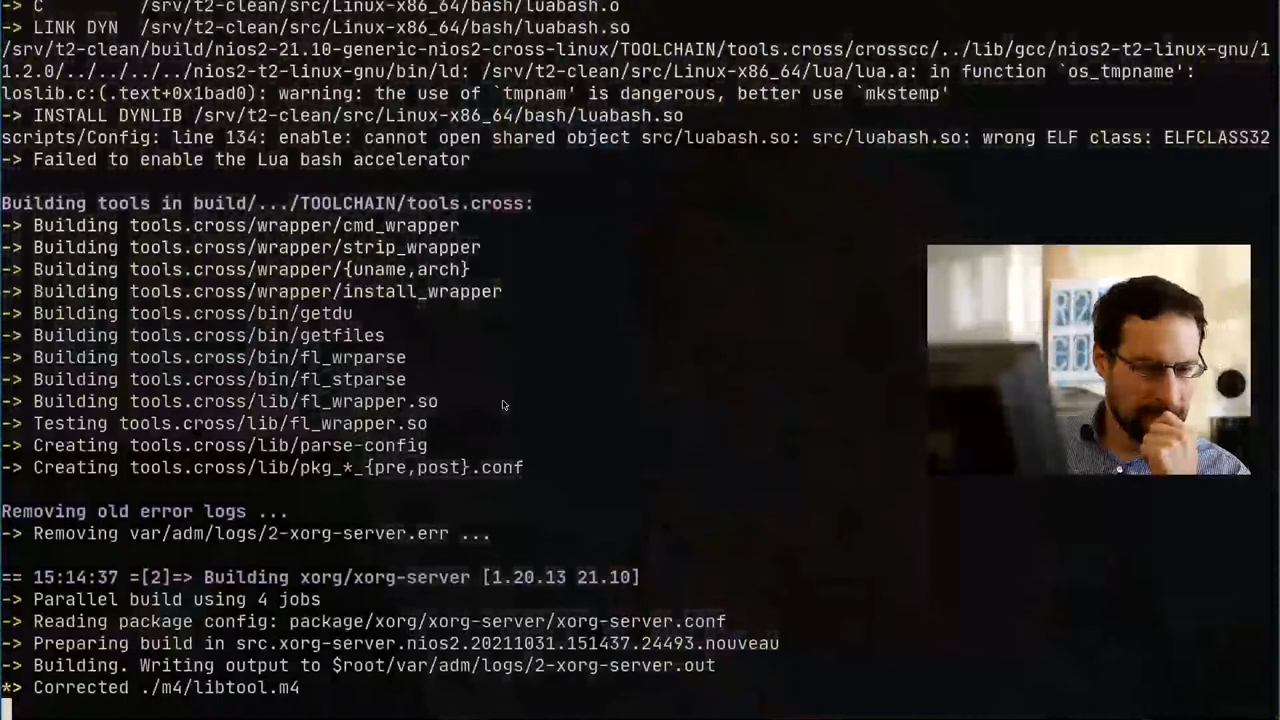 -> C        /srv/t2-clean/src/Linux-x86_64/bash/luabash.o
-> LINK DYN  /srv/t2-clean/src/Linux-x86_64/bash/luabash.so
/srv/t2-clean/build/nios2-21.10-generic-nios2-cross-linux/TOOLCHAIN/tools.cross/crosscc/../lib/gcc/nios2-t2-linux-gnu/1
1.2.0/../../../../nios2-t2-linux-gnu/bin/ld: /srv/t2-clean/src/Linux-x86_64/lua/lua.a: in function `os_tmpname':
loslib.c:(.text+0x1bad0): warning: the use of `tmpnam' is dangerous, better use `mkstemp'
-> INSTALL DYNLIB /srv/t2-clean/src/Linux-x86_64/bash/luabash.so
scripts/Config: line 134: enable: cannot open shared object src/luabash.so: src/luabash.so: wrong ELF class: ELFCLASS32
-> Failed to enable the Lua bash accelerator
Building tools in build/.../TOOLCHAIN/tools.cross:
-> Building tools.cross/wrapper/cmd_wrapper
-> Building tools.cross/wrapper/strip_wrapper
-> Building tools.cross/wrapper/{uname,arch}
-> Building tools.cross/wrapper/install_wrapper
-> Building tools.cross/bin/getdu
-> Building tools.cross/bin/getfiles
-> Building tools.cross/bin/fl_wrparse
-> Building tools.cross/bin/fl_stparse
-> Building tools.cross/lib/fl_wrapper.so
-> Testing tools.cross/lib/fl_wrapper.so
-> Creating tools.cross/lib/parse-config
-> Creating tools.cross/lib/pkg_*_{pre,post}.conf
Removing old error logs ...
-> Removing var/adm/logs/2-xorg-server.err ...
== 15:14:37 =[2]=> Building xorg/xorg-server [1.20.13 21.10]
-> Parallel build using 4 jobs
-> Reading package config: package/xorg/xorg-server/xorg-server.conf
-> Preparing build in src.xorg-server.nios2.20211031.151437.24493.nouveau
-> Building. Writing output to $root/var/adm/logs/2-xorg-server.out
*> Corrected ./m4/libtool.m4